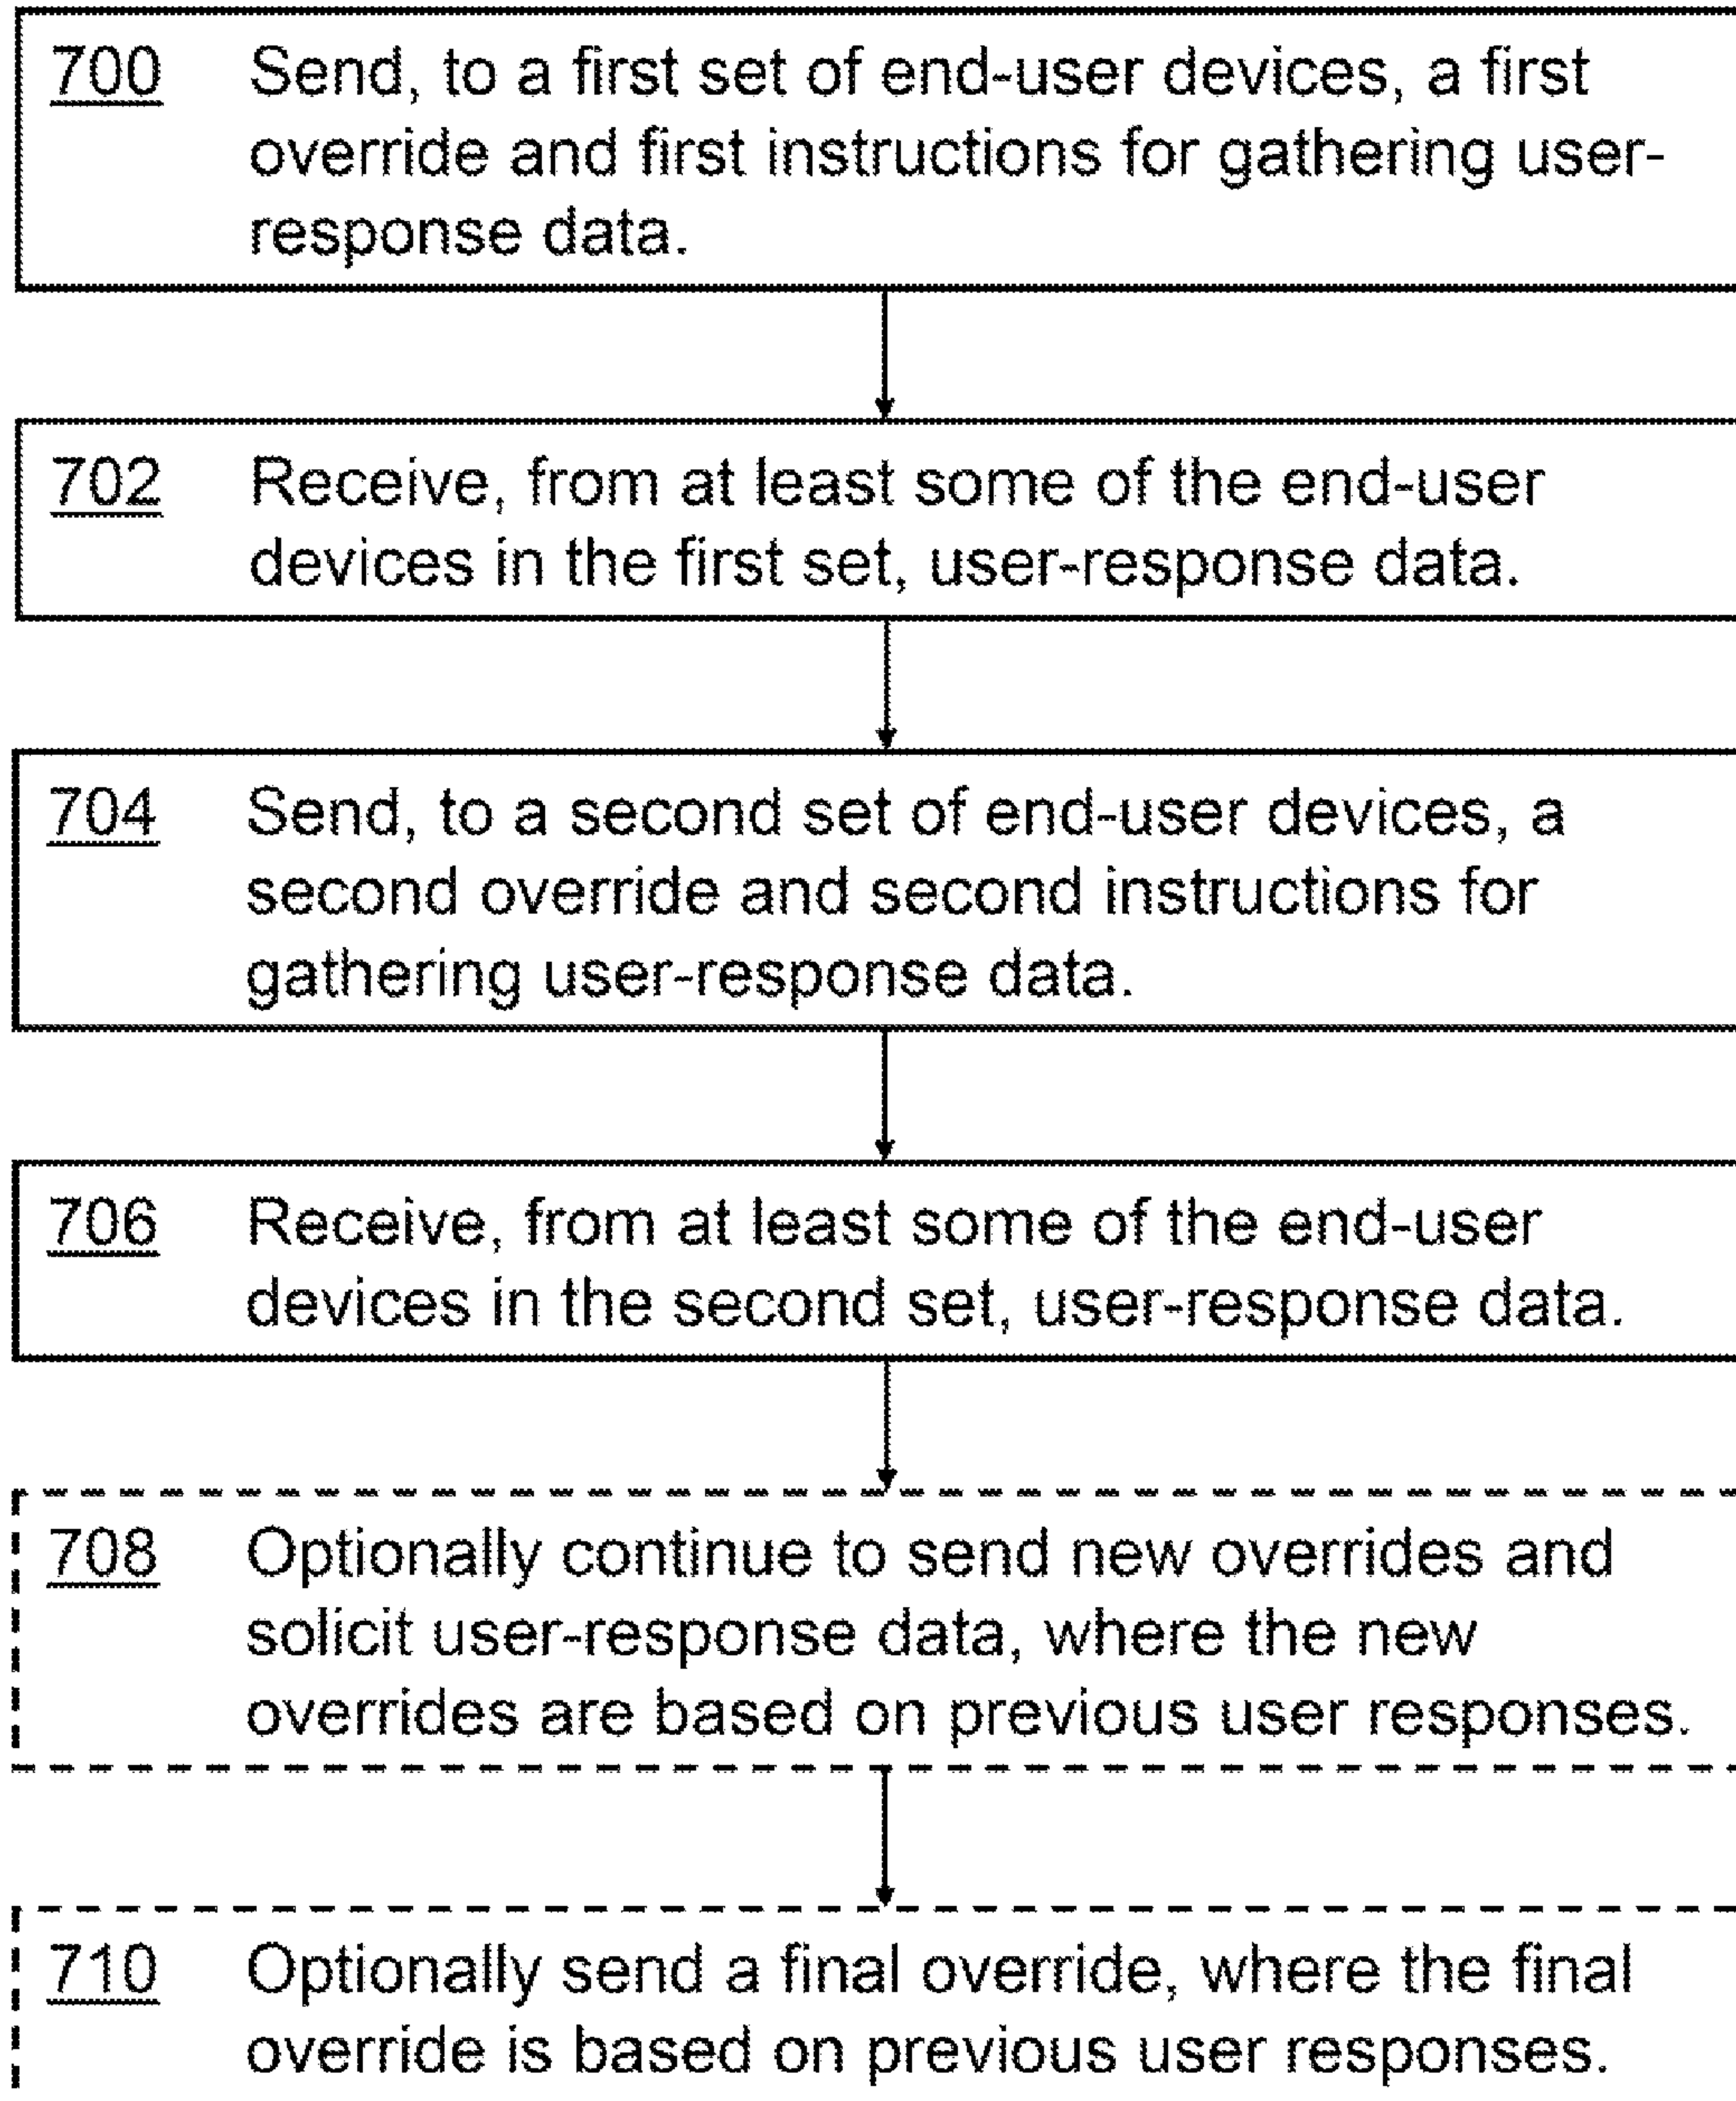 700 Send, to a first set of end-user devices, a first
override and first instructions for gathering user-
response data.
702 Receive, from at least some of the end-user
devices in the first set, user-response data.
704 Send, to a second set of end-user devices, a
second override and second instructions for
gathering user-response data.
706 Receive, from at least some of the end-user
devices in the second set, user-response data.
708 Optionally continue to send new overrides and
solicit user-response data, where the new
overrides are based on previous user responses.
710 Optionally send a final override, where the final
override is based on previous user responses.